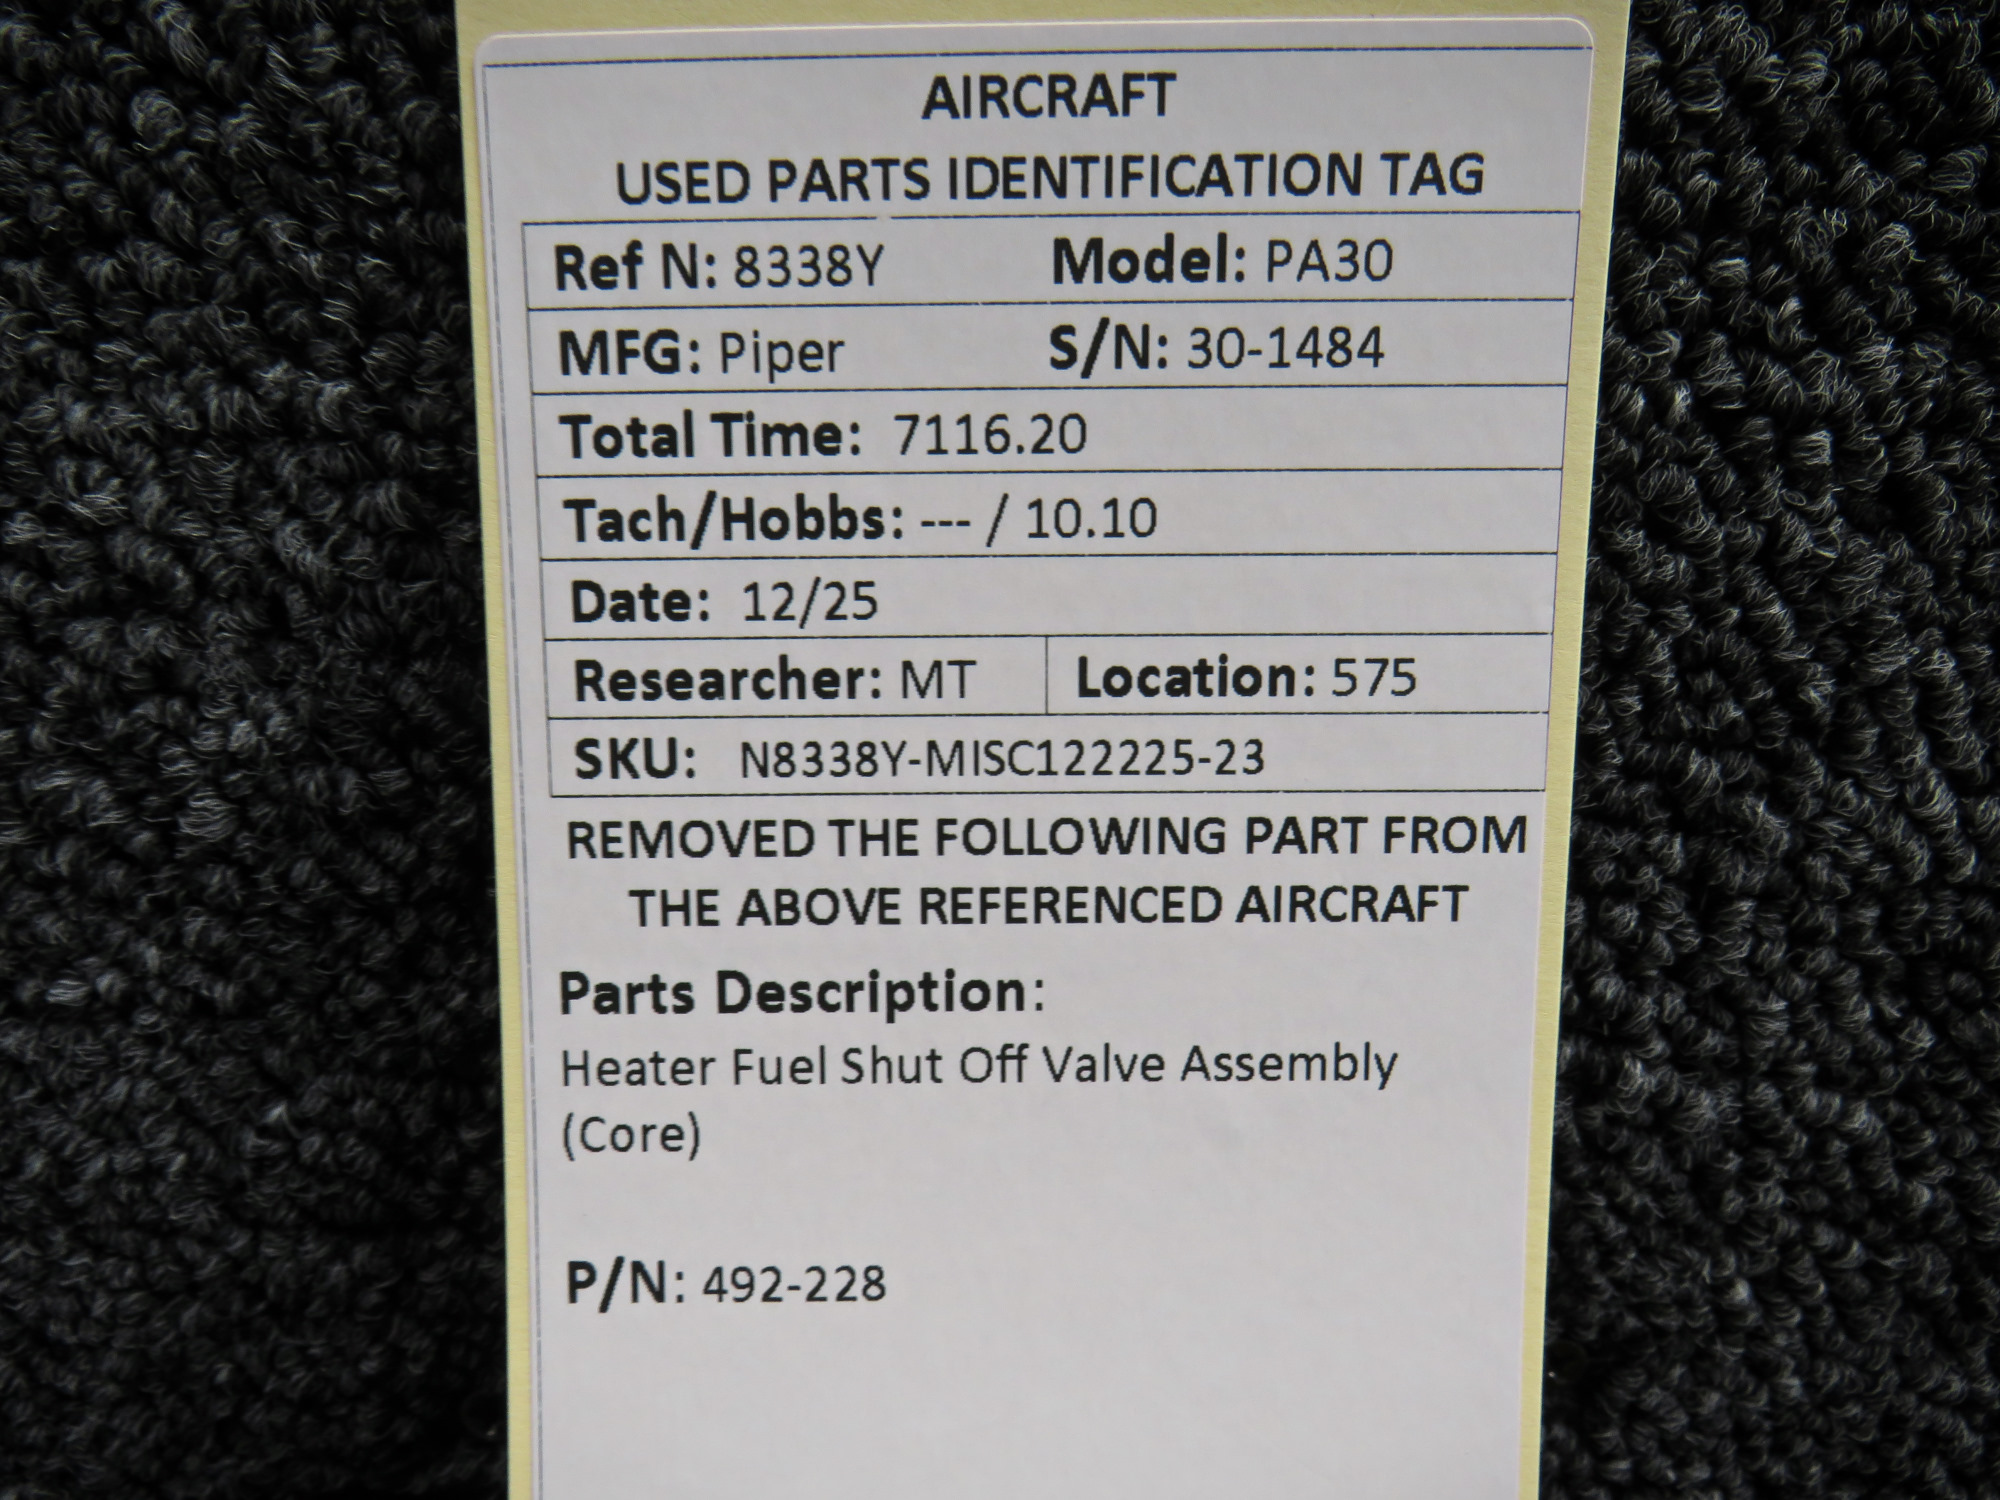 AIRCRAFT
USED PARTS IDENTIFICATION TAG
Ref N: 8338Y Model: PA30
MFG: Piper S/N: 30-1484
Total Time: 7116.20
Tach/Hobbs: --- / 10.10
Date: 12/25
Researcher: MT Location: 575
SKU: N8338Y-MISC122225-23
REMOVED THE FOLLOWING PART FROM
THE ABOVE REFERENCED AIRCRAFT
Parts Description:
Heater Fuel Shut Off Valve Assembly
(Core)
P/N: 492-228